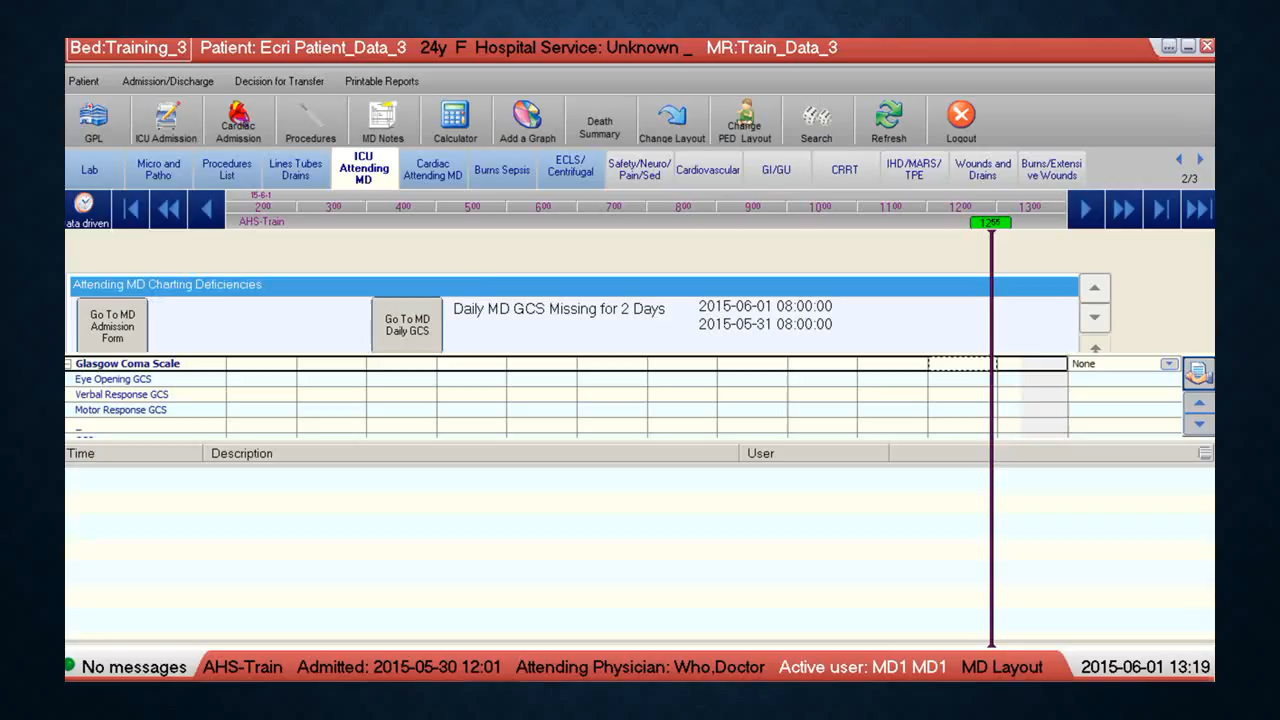 Bed:Training_3 Patient: Ecri Patient_Data_3 24y F Hospital Service: Unknown _ MR:Train_Data_3
Patient Admission/Discharge Decision for Transfer Printable Reports
GPL ICU Admission Cardiac Admission Procedures MD Notes Calculator Add a Graph Death Summary Change Layout Change PED Layout Search Refresh Logout
Lab Micro and Patho Procedures List Lines Tubes Drains ICU Attending MD Cardiac Attending MD Burns Sepsis ECLS/Centrifugal Safety/Neuro/Pain/Sed Cardiovascular GI/GU CRRT IHD/MARS/TPE Wounds and Drains Burns/Extensive Wounds 2/3
15-6-1
200 300 400 500 600 700 800 900 1000 1100 1200 1300
ata driven AHS-Train 1255
Attending MD Charting Deficiencies
Go To MD Admission Form
Go To MD Daily GCS
Daily MD GCS Missing for 2 Days 2015-06-01 08:00:00
2015-05-31 08:00:00
Glasgow Coma Scale None
Eye Opening GCS
Verbal Response GCS
Motor Response GCS
_
Time Description User
No messages AHS-Train Admitted: 2015-05-30 12:01 Attending Physician: Who,Doctor Active user: MD1 MD1 MD Layout 2015-06-01 13:19